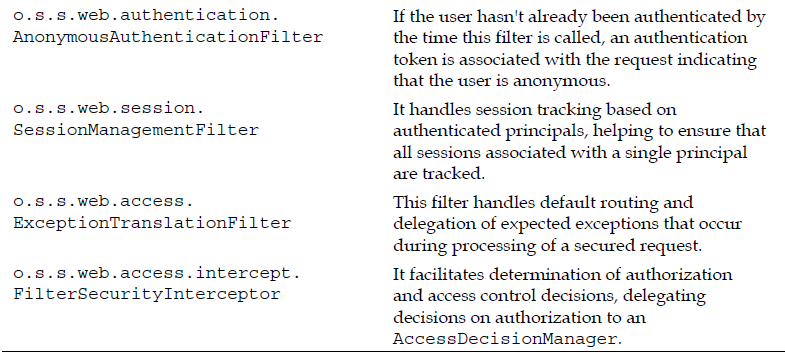 o.s.s.web.authentication.
AnonymousAuthenticationFilter
If the user hasn't already been authenticated by
the time this filter is called, an authentication
token is associated with the request indicating
that the user is anonymous.
o.s.s.web.session.
SessionManagementFilter
It handles session tracking based on
authenticated principals, helping to ensure that
all sessions associated with a single principal
are tracked.
o.s.s.web.access.
ExceptionTranslationFilter
This filter handles default routing and
delegation of expected exceptions that occur
during processing of a secured request.
o.s.s.web.access.intercept.
FilterSecurityInterceptor
It facilitates determination of authorization
and access control decisions, delegating
decisions on authorization to an
AccessDecisionManager.